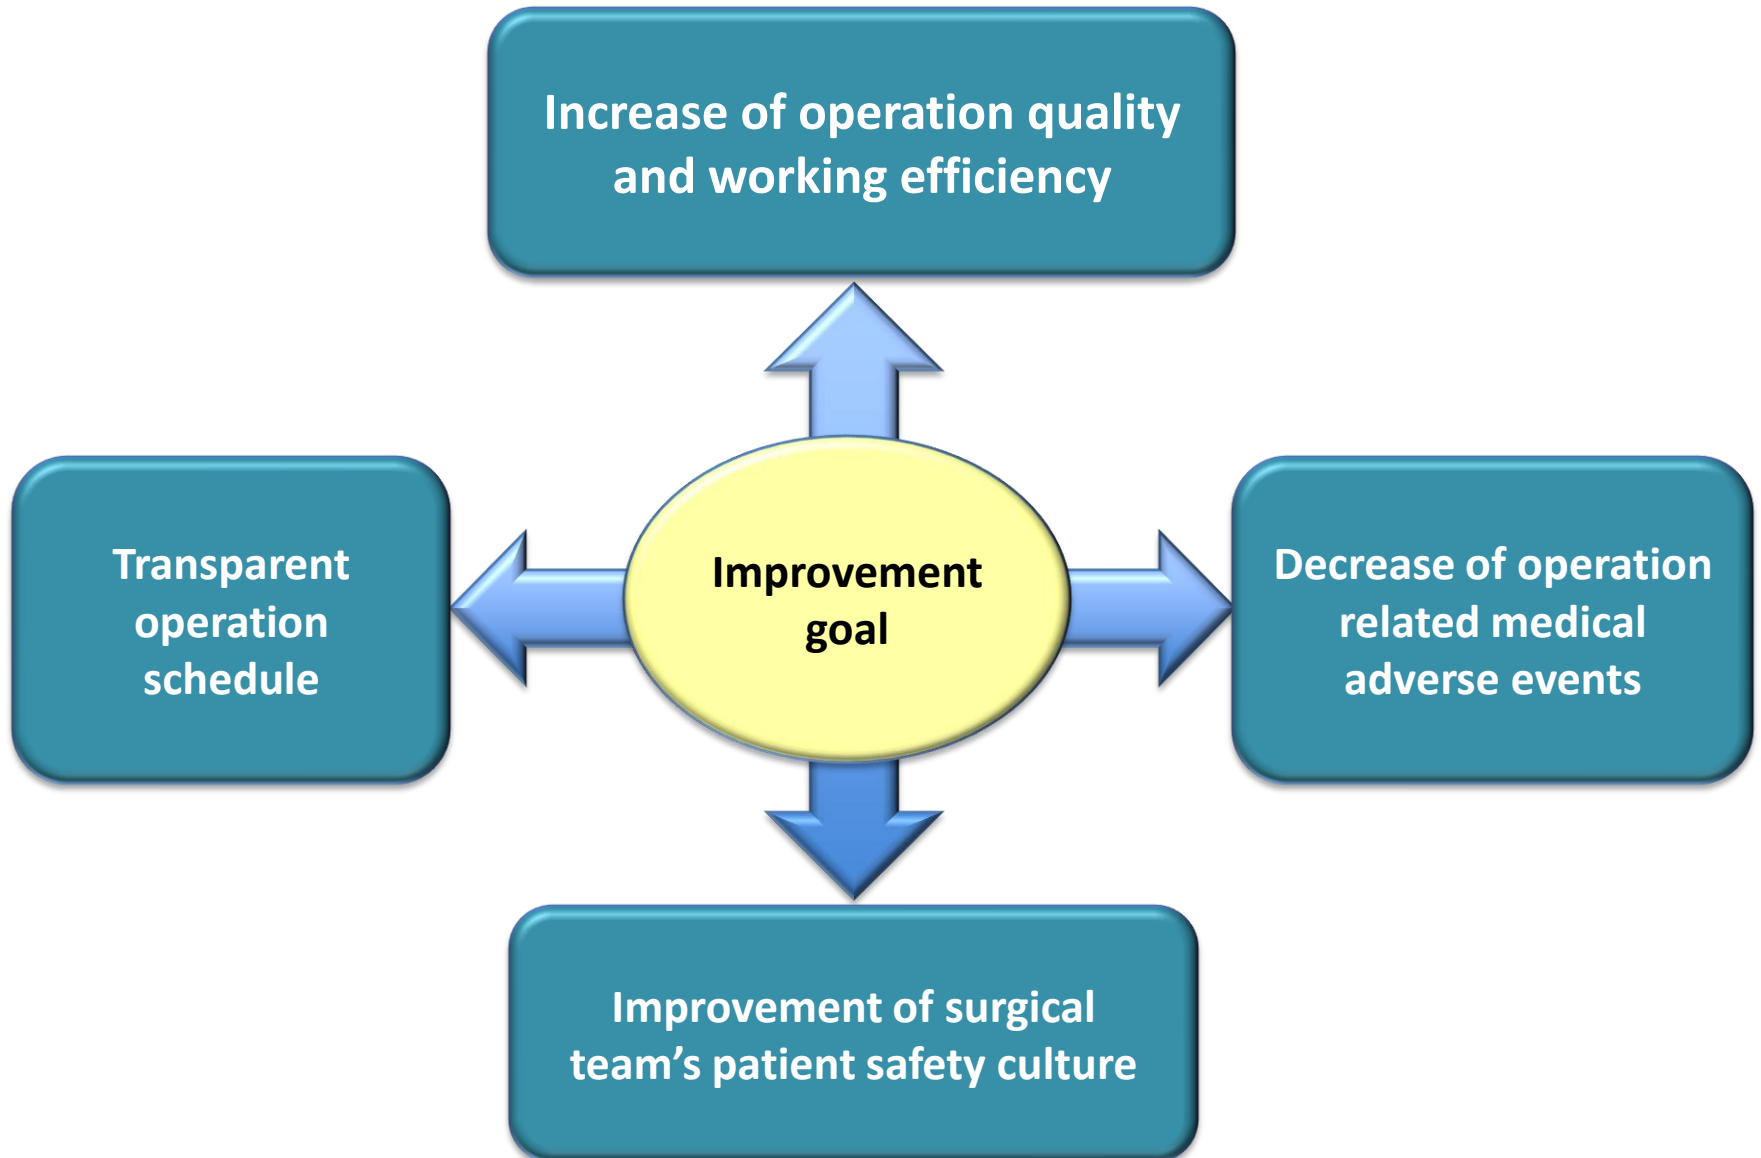 Increase of operation quality
and working efficiency
Transparent
operation
schedule
Improvement
goal
Decrease of operation
related medical
adverse events
Improvement of surgical
team’s patient safety culture